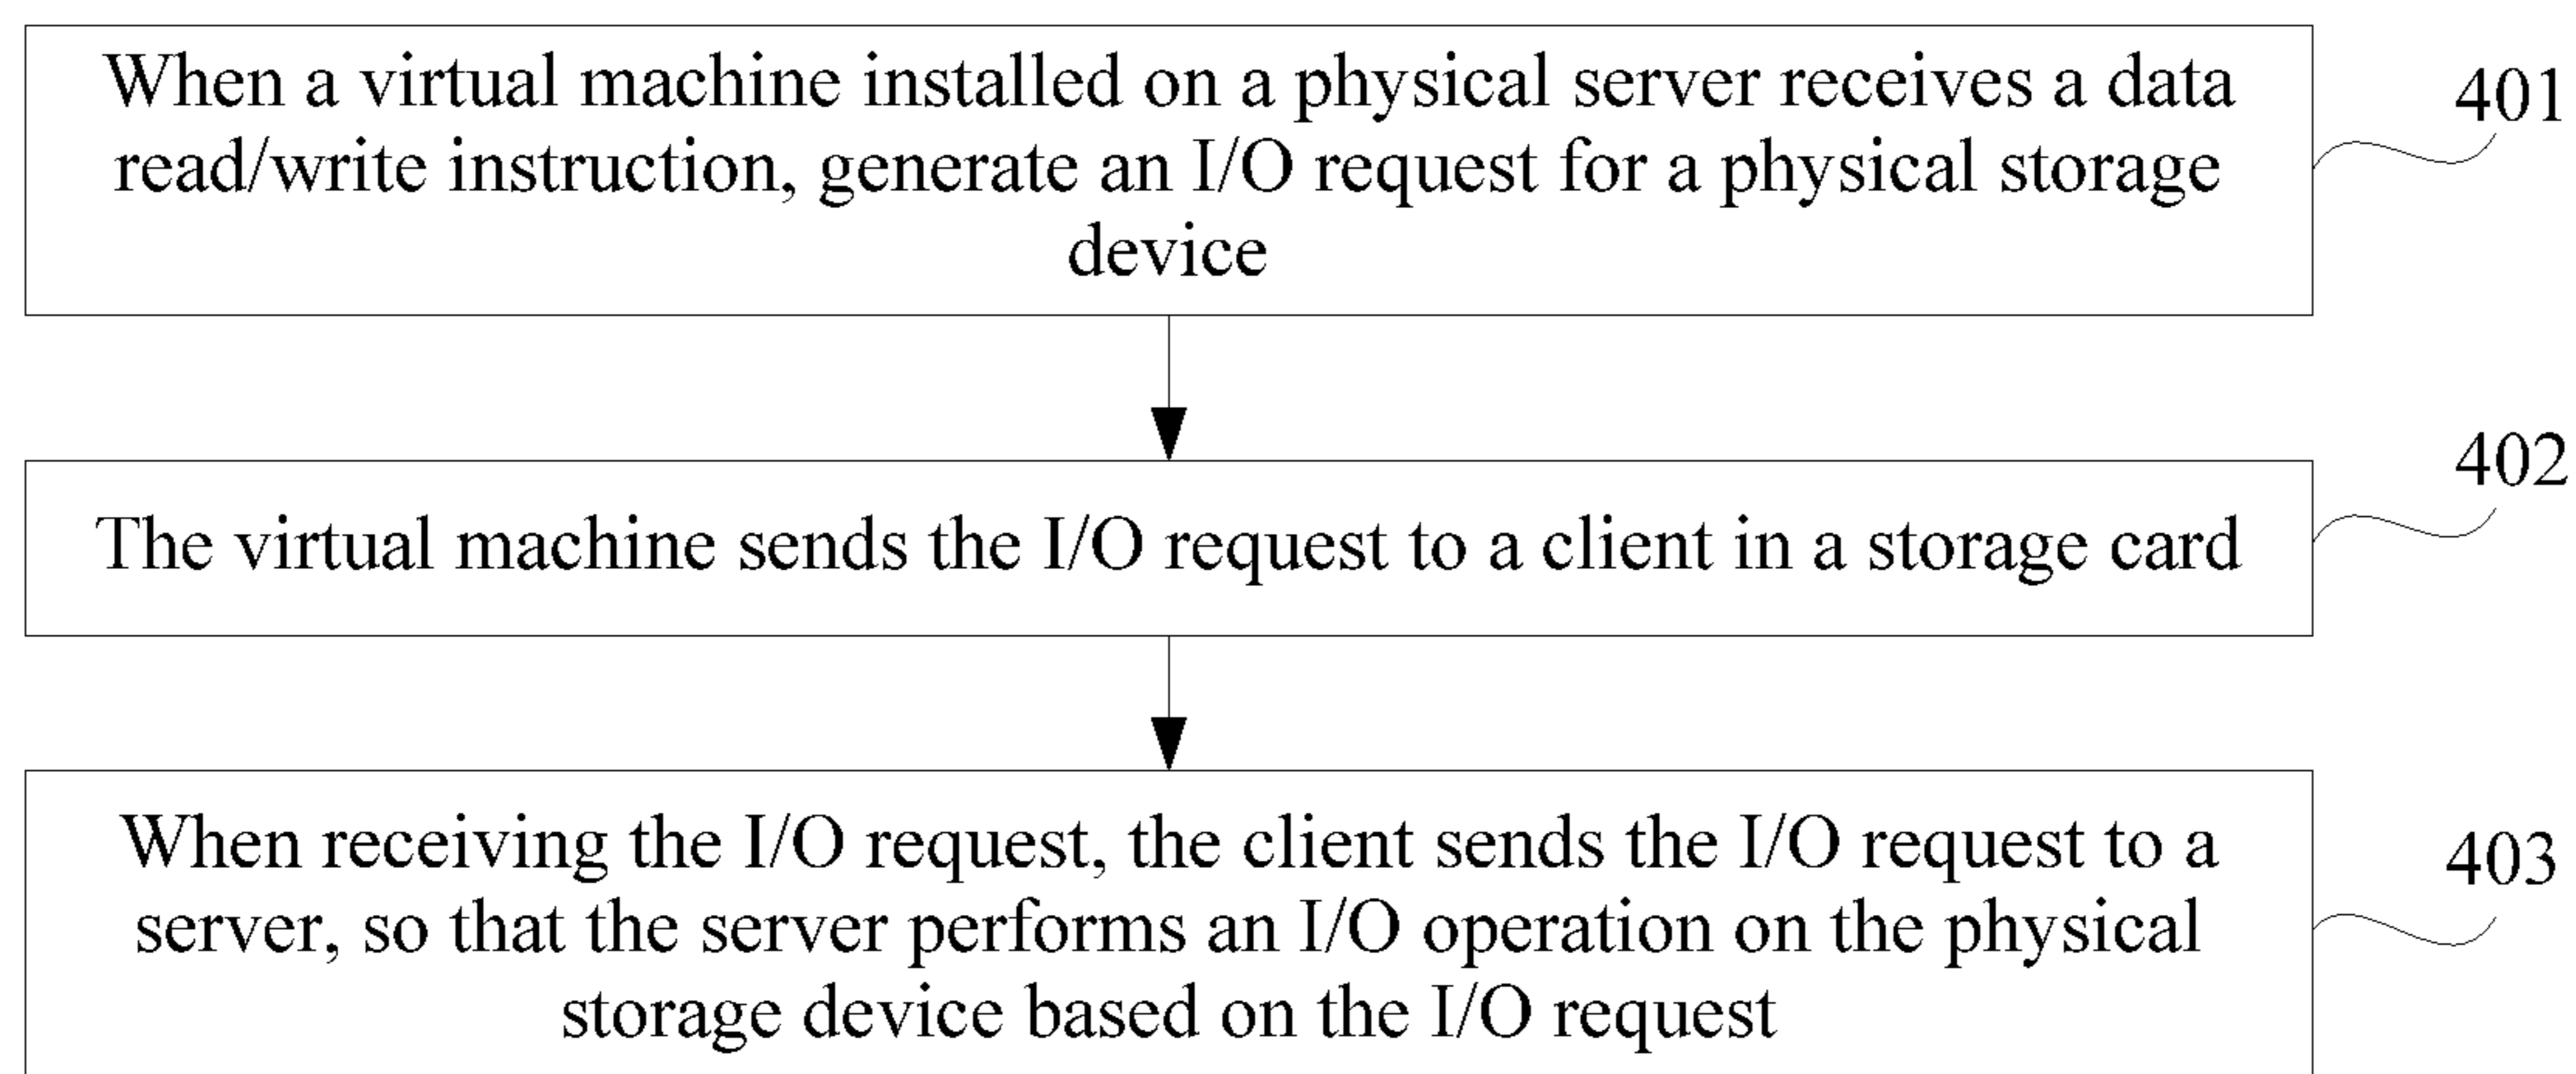 When a virtual machine installed on a physical server receives a data
read/write instruction, generate an I/O request for a physical storage
device
401
The virtual machine sends the I/O request to a client in a storage card
402
When receiving the I/O request, the client sends the I/O request to a
server, so that the server performs an I/O operation on the physical
storage device based on the I/O request
403